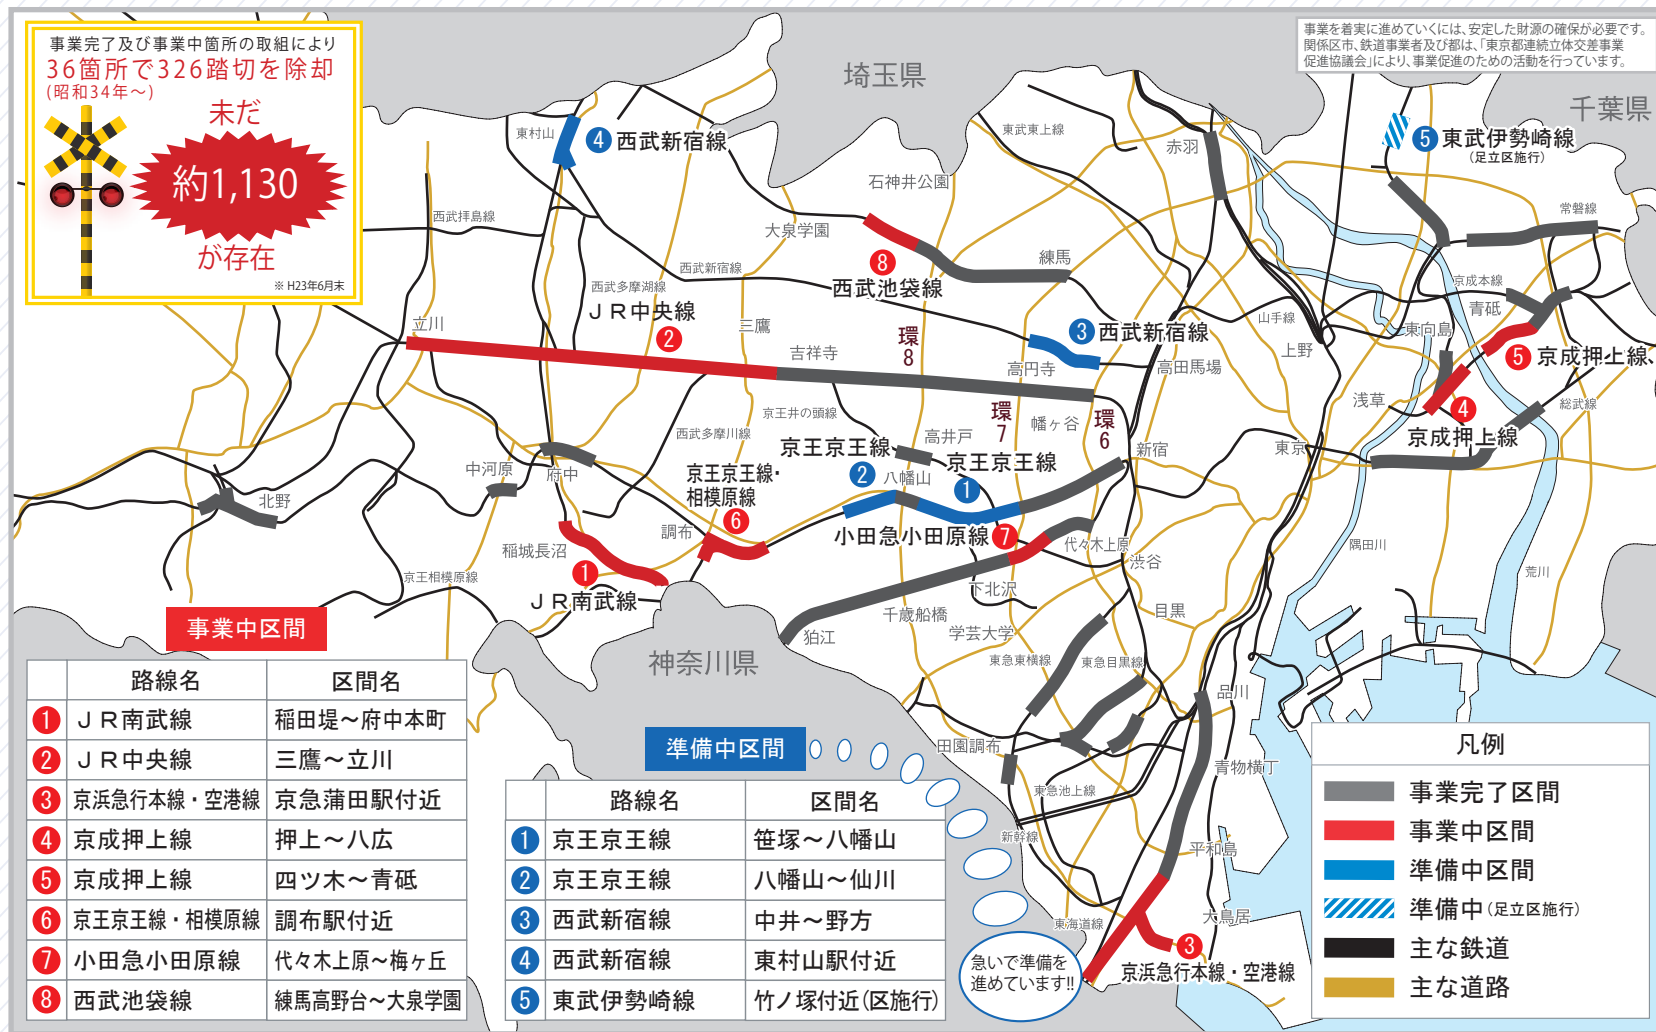 事業完了及び事業中箇所の取組により
36箇所で326踏切を除却
(昭和34年～)
未だ
約1,130
が存在
※ H23年6月末
事業を着実に進めていくには、安定した財源の確保が必要です。
関係区市、鉄道事業者及び都は、「東京都連続立体交差事業
促進協議会」により、事業促進のための活動を行っています。
埼玉県
千葉県
東村山
4 西武新宿線
東武東上線
赤羽
5 東武伊勢崎線
(足立区施行)
石神井公園
西武拝島線
大泉学園
常磐線
西武新宿線
8
西武池袋線
練馬
京成本線
西武多摩湖線
ＪＲ中央線
2
立川
三鷹
環8
3 西武新宿線
山手線
青砥
東向島
吉祥寺
高円寺
高田馬場
上野
5 京成押上線
京王井の頭線
環7
幡ヶ谷
環6
浅草
4
京成押上線
総武線
西武多摩川線
京王京王線
高井戸
京王京王線
新宿
東京
中河原
府中
京王京王線・
相模原線
6
2
八幡山
1
北野
調布
小田急小田原線 7
代々木上原
稲城長沼
1
ＪＲ南武線
京王相模原線
渋谷
隅田川
荒川
下北沢
千歳船橋
目黒
狛江
学芸大学
神奈川県
東急東横線
東急目黒線
品川
田園調布
青物横丁
東急池上線
新幹線
平和島
東海道線
大鳥居
3
京浜急行本線・空港線
事業中区間
路線名 区間名
1 ＪＲ南武線 稲田堤～府中本町
2 ＪＲ中央線 三鷹～立川
3 京浜急行本線・空港線 京急蒲田駅付近
4 京成押上線 押上～八広
5 京成押上線 四ツ木～青砥
6 京王京王線・相模原線 調布駅付近
7 小田急小田原線 代々木上原～梅ヶ丘
8 西武池袋線 練馬高野台～大泉学園
準備中区間
路線名 区間名
1 京王京王線 笹塚～八幡山
2 京王京王線 八幡山～仙川
3 西武新宿線 中井～野方
4 西武新宿線 東村山駅付近
5 東武伊勢崎線 竹ノ塚付近(区施行)
急いで準備を
進めています!!
凡例
事業完了区間
事業中区間
準備中区間
準備中(足立区施行)
主な鉄道
主な道路